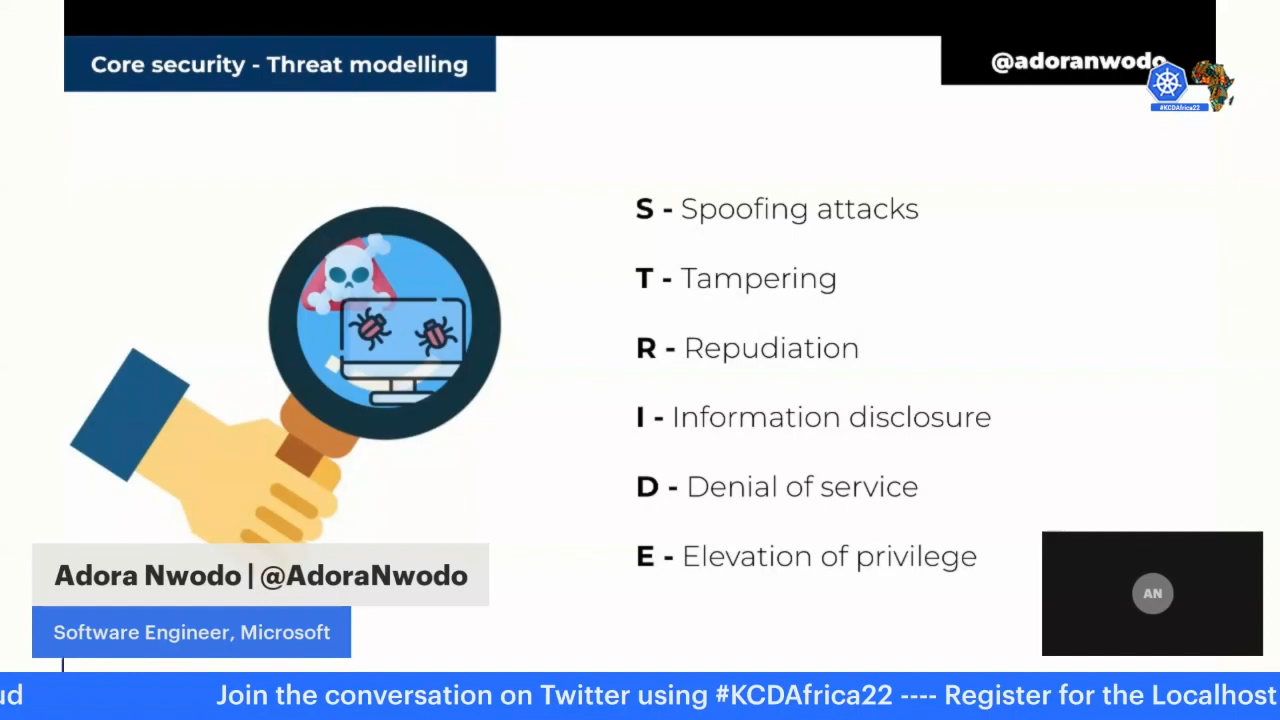 Core security - Threat modelling
@adoranwodo
#KCDAfrica22
S - Spoofing attacks
T - Tampering
R - Repudiation
I - Information disclosure
D - Denial of service
E - Elevation of privilege
Adora Nwodo | @AdoraNwodo
Software Engineer, Microsoft
AN
ud Join the conversation on Twitter using #KCDAfrica22 ---- Register for the Localhost